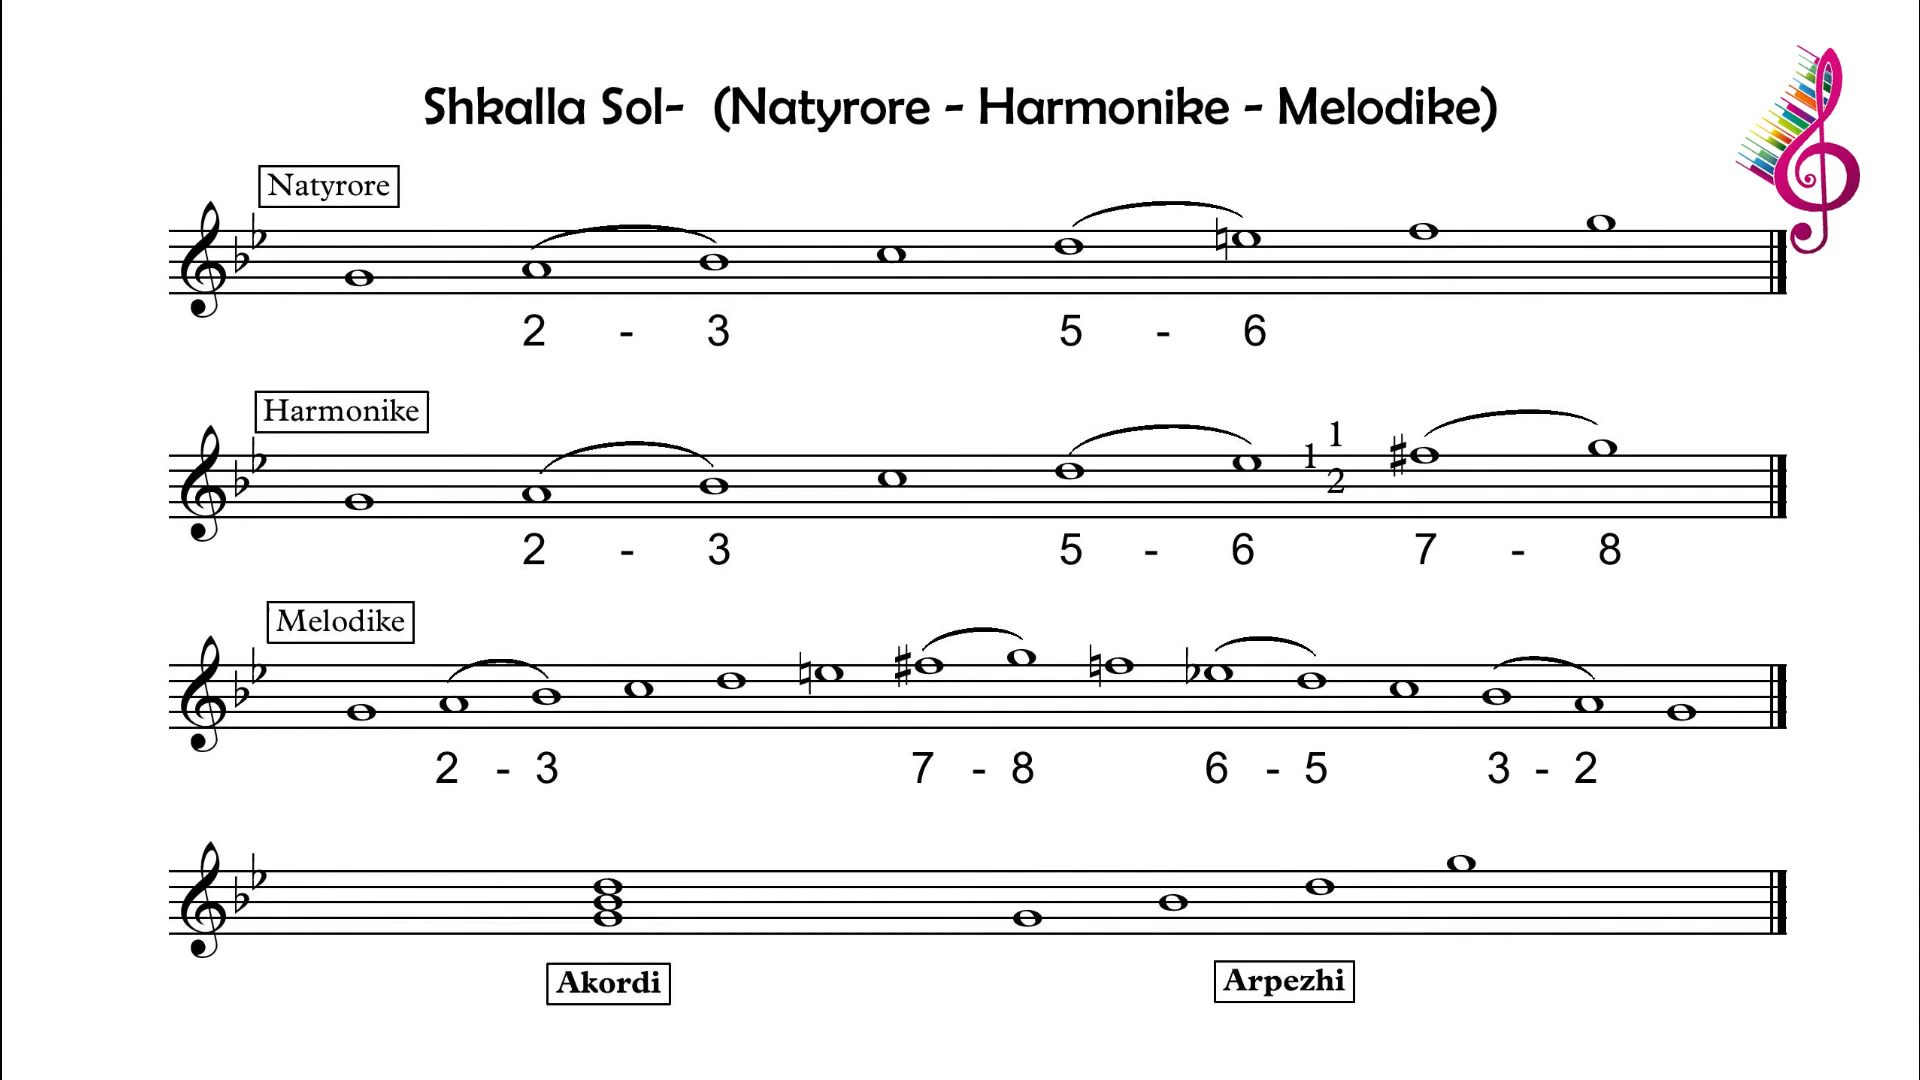 Shkalla Sol- (Natyrore - Harmonike - Melodike)
Natyrore
2 - 3 5 - 6
Harmonike
1 1
2
2 - 3 5 - 6 7 - 8
Melodike
2 - 3 7 - 8 6 - 5 3 - 2
Akordi Arpezhi